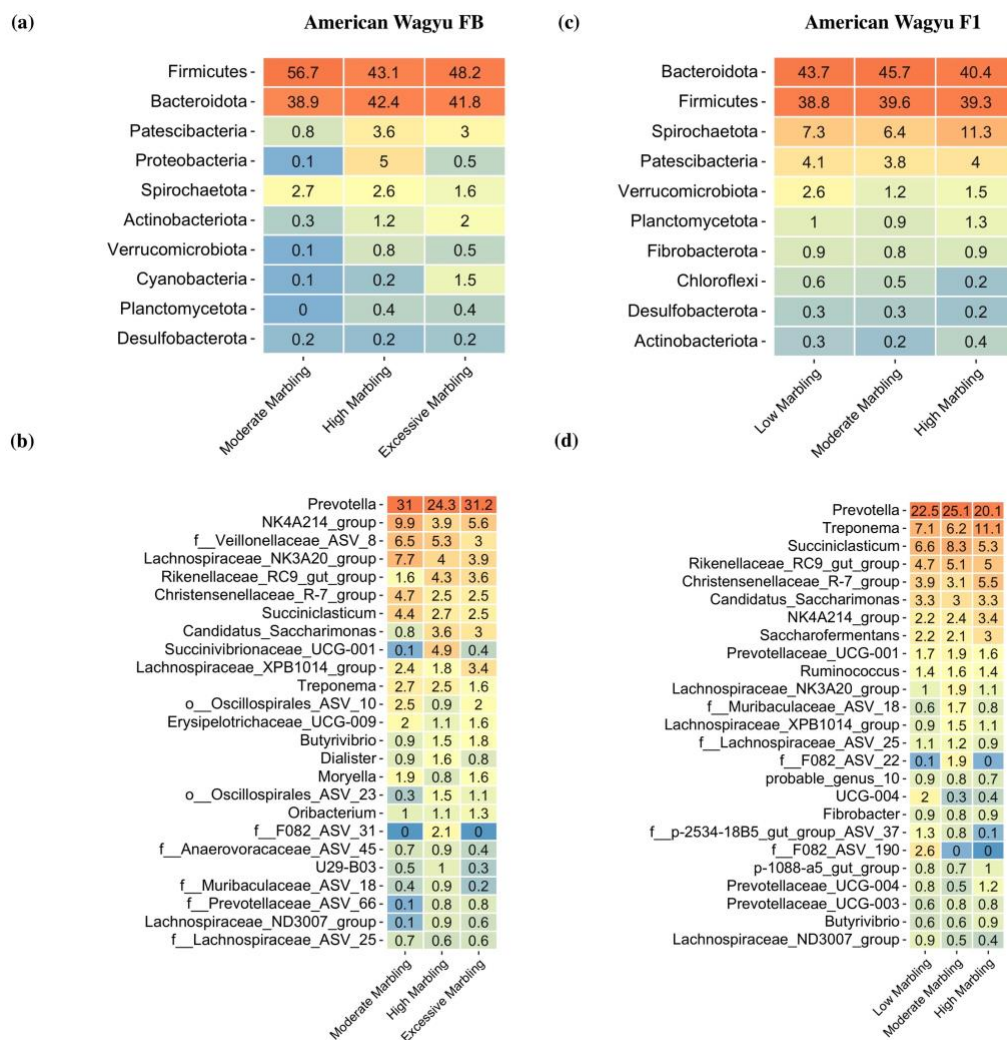 (a) American Wagyu FB
Firmicutes 56.7 43.1 48.2
Bacteroidota 38.9 42.4 41.8
Patescibacteria 0.8 3.6 3
Proteobacteria 0.1 5 0.5
Spirochaetota 2.7 2.6 1.6
Actinobacteriota 0.3 1.2 2
Verrucomicrobiota 0.1 0.8 0.5
Cyanobacteria 0.1 0.2 1.5
Planctomycetota 0 0.4 0.4
Desulfobacterota 0.2 0.2 0.2
Moderate Marbling
High Marbling
Excessive Marbling
(c) American Wagyu F1
Bacteroidota 43.7 45.7 40.4
Firmicutes 38.8 39.6 39.3
Spirochaetota 7.3 6.4 11.3
Patescibacteria 4.1 3.8 4
Verrucomicrobiota 2.6 1.2 1.5
Planctomycetota 1 0.9 1.3
Fibrobacterota 0.9 0.8 0.9
Chloroflexi 0.6 0.5 0.2
Desulfobacterota 0.3 0.3 0.2
Actinobacteriota 0.3 0.2 0.4
Low Marbling
Moderate Marbling
High Marbling
(b)
Prevotella 31 24.3 31.2
NK4A214_group 9.9 3.9 5.6
f__Veillonellaceae_ASV_8 6.5 5.3 3
Lachnospiraceae_NK3A20_group 7.7 4 3.9
Rikenellaceae_RC9_gut_group 1.6 4.3 3.6
Christensenellaceae_R-7_group 4.7 2.5 2.5
Succiniclasticum 4.4 2.7 2.5
Candidatus_Saccharimonas 0.8 3.6 3
Succinivibrionaceae_UCG-001 0.1 4.9 0.4
Lachnospiraceae_XPB1014_group 2.4 1.8 3.4
Treponema 2.7 2.5 1.6
o__Oscillospirales_ASV_10 2.5 0.9 2
Erysipelotrichaceae_UCG-009 2 1.1 1.6
Butyrivibrio 0.9 1.5 1.8
Dialister 0.9 1.6 0.8
Moryella 1.9 0.8 1.6
o__Oscillospirales_ASV_23 0.3 1.5 1.1
Oribacterium 1 1.1 1.3
f__F082_ASV_31 0 2.1 0
f__Anaerovoracaceae_ASV_45 0.7 0.9 0.4
U29-B03 0.5 1 0.3
f__Muribaculaceae_ASV_18 0.4 0.9 0.2
f__Prevotellaceae_ASV_66 0.1 0.8 0.8
Lachnospiraceae_ND3007_group 0.1 0.9 0.6
f__Lachnospiraceae_ASV_25 0.7 0.6 0.6
Moderate Marbling
High Marbling
Excessive Marbling
(d)
Prevotella 22.5 25.1 20.1
Treponema 7.1 6.2 11.1
Succiniclasticum 6.6 8.3 5.3
Rikenellaceae_RC9_gut_group 4.7 5.1 5
Christensenellaceae_R-7_group 3.9 3.1 5.5
Candidatus_Saccharimonas 3.3 3 3.3
NK4A214_group 2.2 2.4 3.4
Saccharofermentans 2.2 2.1 3
Prevotellaceae_UCG-001 1.7 1.9 1.6
Ruminococcus 1.4 1.6 1.4
Lachnospiraceae_NK3A20_group 1 1.9 1.1
f__Muribaculaceae_ASV_18 0.6 1.7 0.8
Lachnospiraceae_XPB1014_group 0.9 1.5 1.1
f__Lachnospiraceae_ASV_25 1.1 1.2 0.9
f__F082_ASV_22 0.1 1.9 0
probable_genus_10 0.9 0.8 0.7
UCG-004 2 0.3 0.4
Fibrobacter 0.9 0.8 0.9
f__p-2534-18B5_gut_group_ASV_37 1.3 0.8 0.1
f__F082_ASV_190 2.6 0 0
p-1088-a5_gut_group 0.8 0.7 1
Prevotellaceae_UCG-004 0.8 0.5 1.2
Prevotellaceae_UCG-003 0.6 0.8 0.8
Butyrivibrio 0.6 0.6 0.9
Lachnospiraceae_ND3007_group 0.9 0.5 0.4
Low Marbling
Moderate Marbling
High Marbling